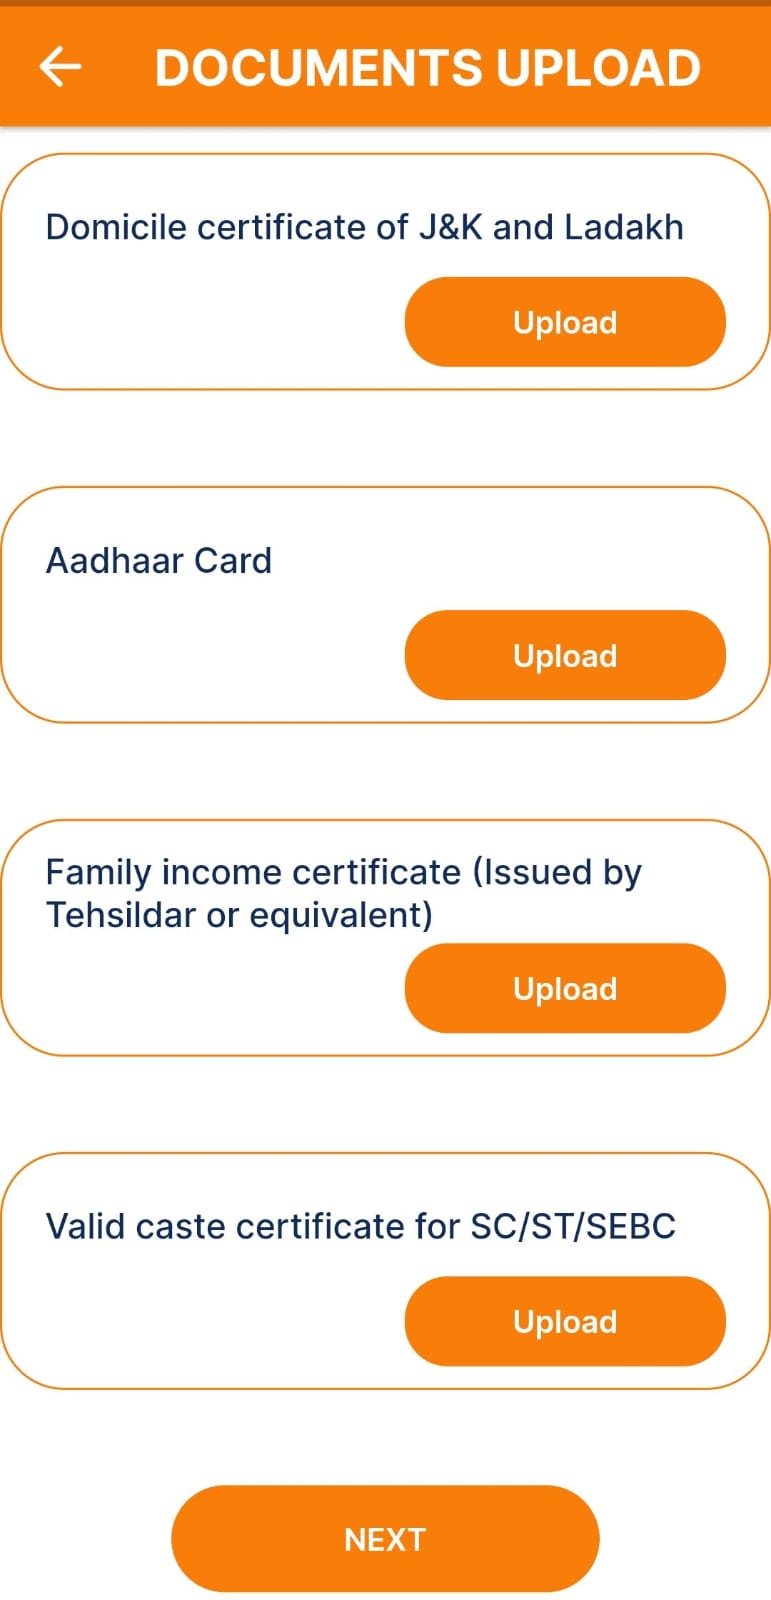 DOCUMENTS UPLOAD
Domicile certificate of J&K and Ladakh
Upload
Aadhaar Card
Upload
Family income certificate (Issued by
Tehsildar or equivalent)
Upload
Valid caste certificate for SC/ST/SEBC
Upload
NEXT